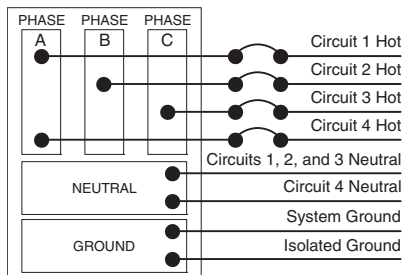 PHASE PHASE PHASE
A B C
Circuit 1 Hot
Circuit 2 Hot
Circuit 3 Hot
Circuit 4 Hot
Circuits 1, 2, and 3 Neutral
NEUTRAL
Circuit 4 Neutral
System Ground
GROUND
Isolated Ground